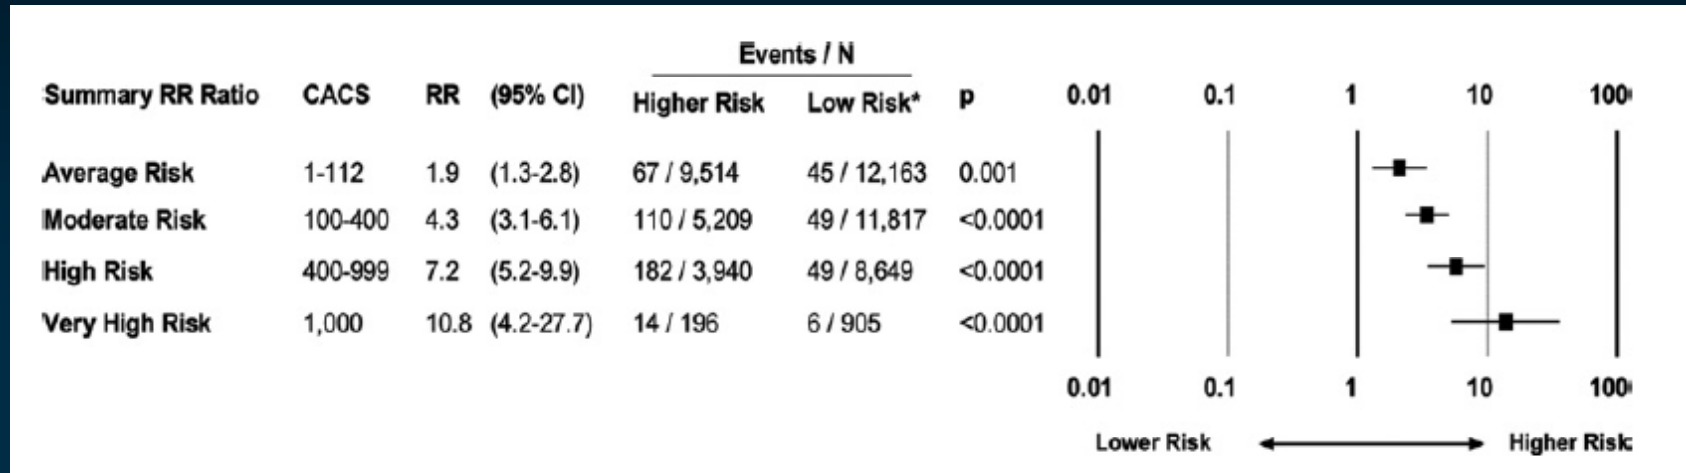 Events / N
Summary RR Ratio CACS RR (95% CI) Higher Risk Low Risk* p 0.01 0.1 1 10 100
Average Risk 1-112 1.9 (1.3-2.8) 67 / 9,514 45 / 12,163 0.001
Moderate Risk 100-400 4.3 (3.1-6.1) 110 / 5,209 49 / 11,817 <0.0001
High Risk 400-999 7.2 (5.2-9.9) 182 / 3,940 49 / 8,649 <0.0001
Very High Risk 1,000 10.8 (4.2-27.7) 14 / 196 6 / 905 <0.0001
0.01 0.1 1 10 100
Lower Risk Higher Risk